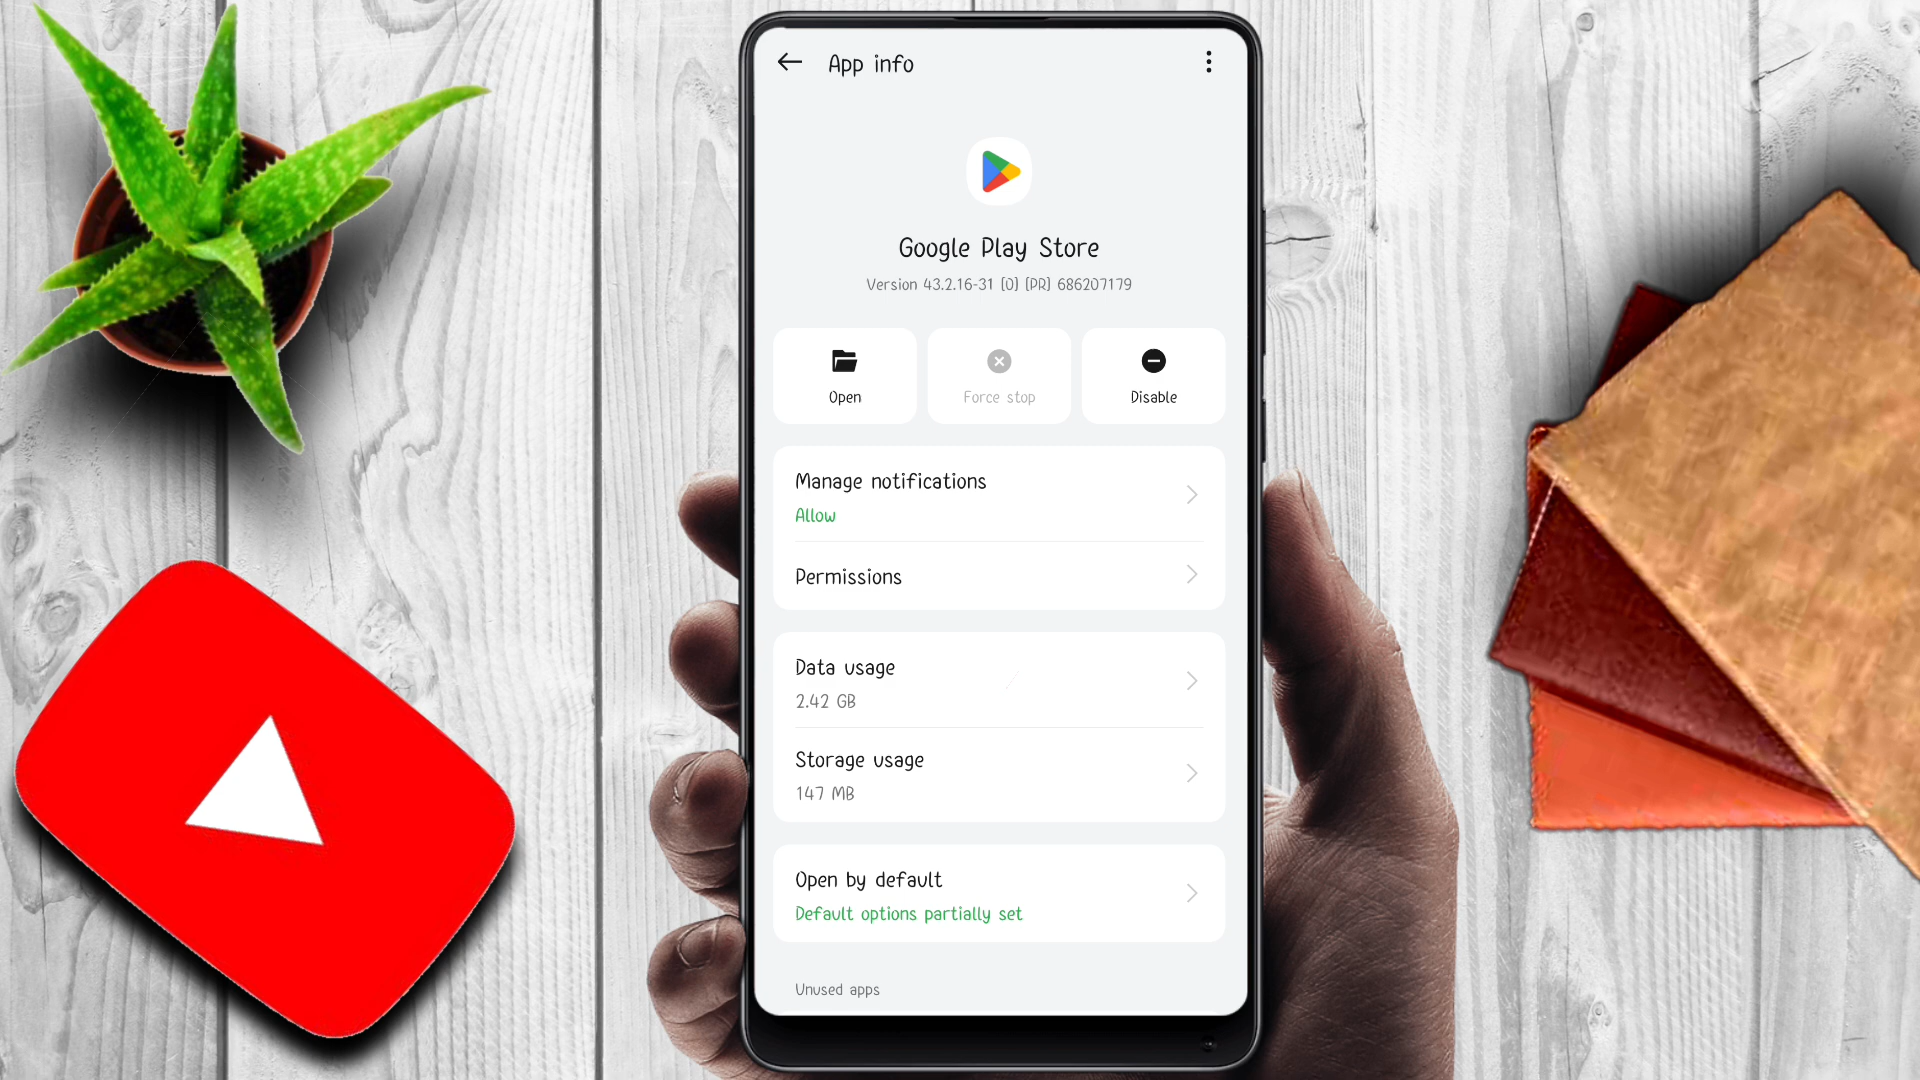 App info
Google Play Store
Version 43.2.16-31 [0] [PR] 686207179
Open
Force stop
Disable
Manage notifications
Allow
Permissions
Data usage
2.42 GB
Storage usage
147 MB
Open by default
Default options partially set
Unused apps